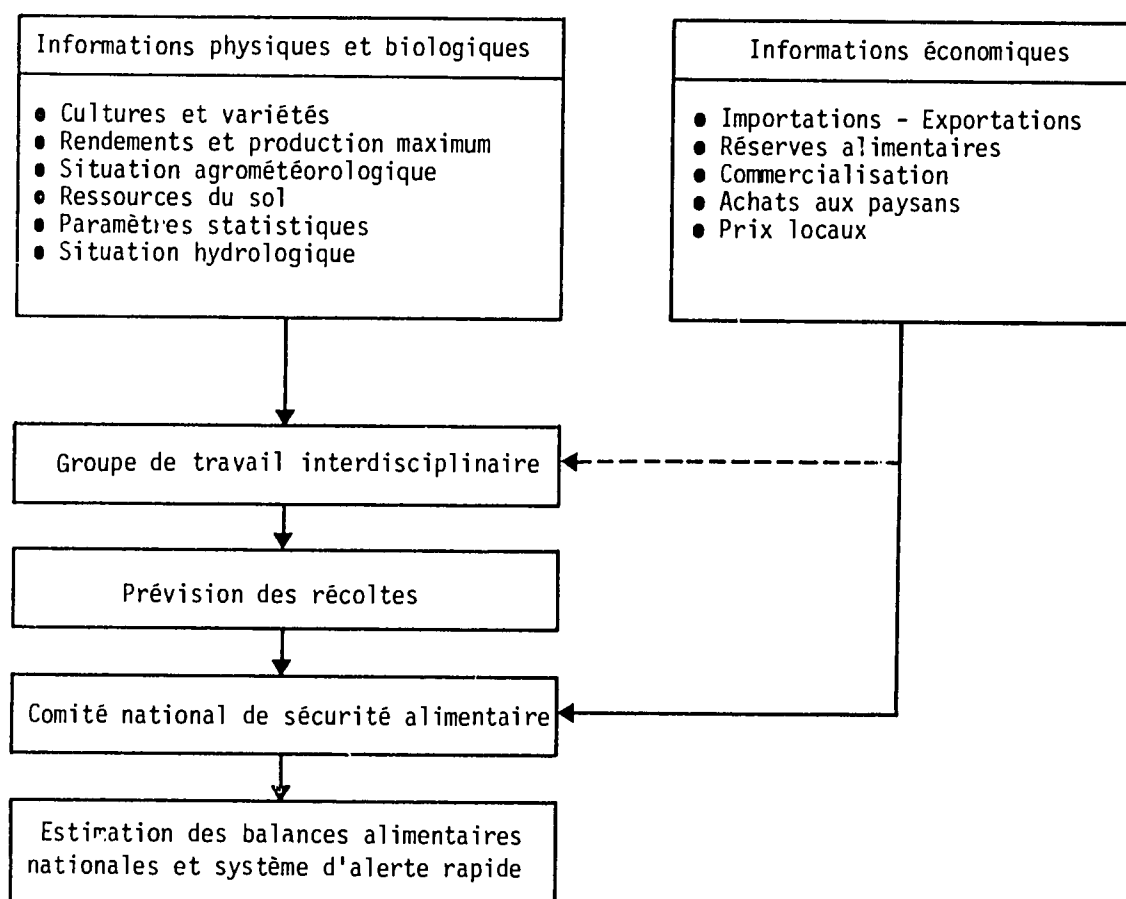 Informations physiques et biologiques
● Cultures et variétés
● Rendements et production maximum
● Situation agrométéorologique
● Ressources du sol
● Paramètres statistiques
● Situation hydrologique
Informations économiques
● Importations - Exportations
● Réserves alimentaires
● Commercialisation
● Achats aux paysans
● Prix locaux
Groupe de travail interdisciplinaire
Prévision des récoltes
Comité national de sécurité alimentaire
Estimation des balances alimentaires
nationales et système d'alerte rapide